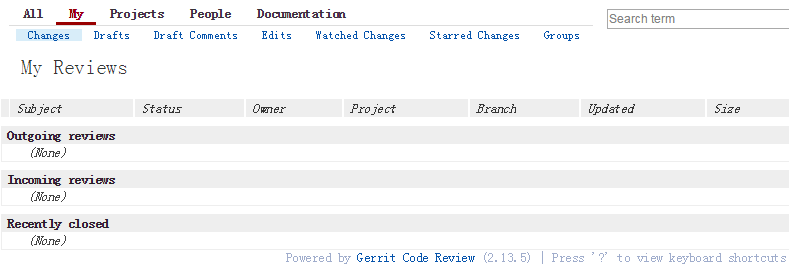 All My Projects People Documentation
Search term
Changes Drafts Draft Comments Edits Watched Changes Starred Changes Groups
My Reviews
Subject Status Owner Project Branch Updated Size
Outgoing reviews
(None)
Incoming reviews
(None)
Recently closed
(None)
Powered by Gerrit Code Review (2.13.5) | Press '?' to view keyboard shortcuts